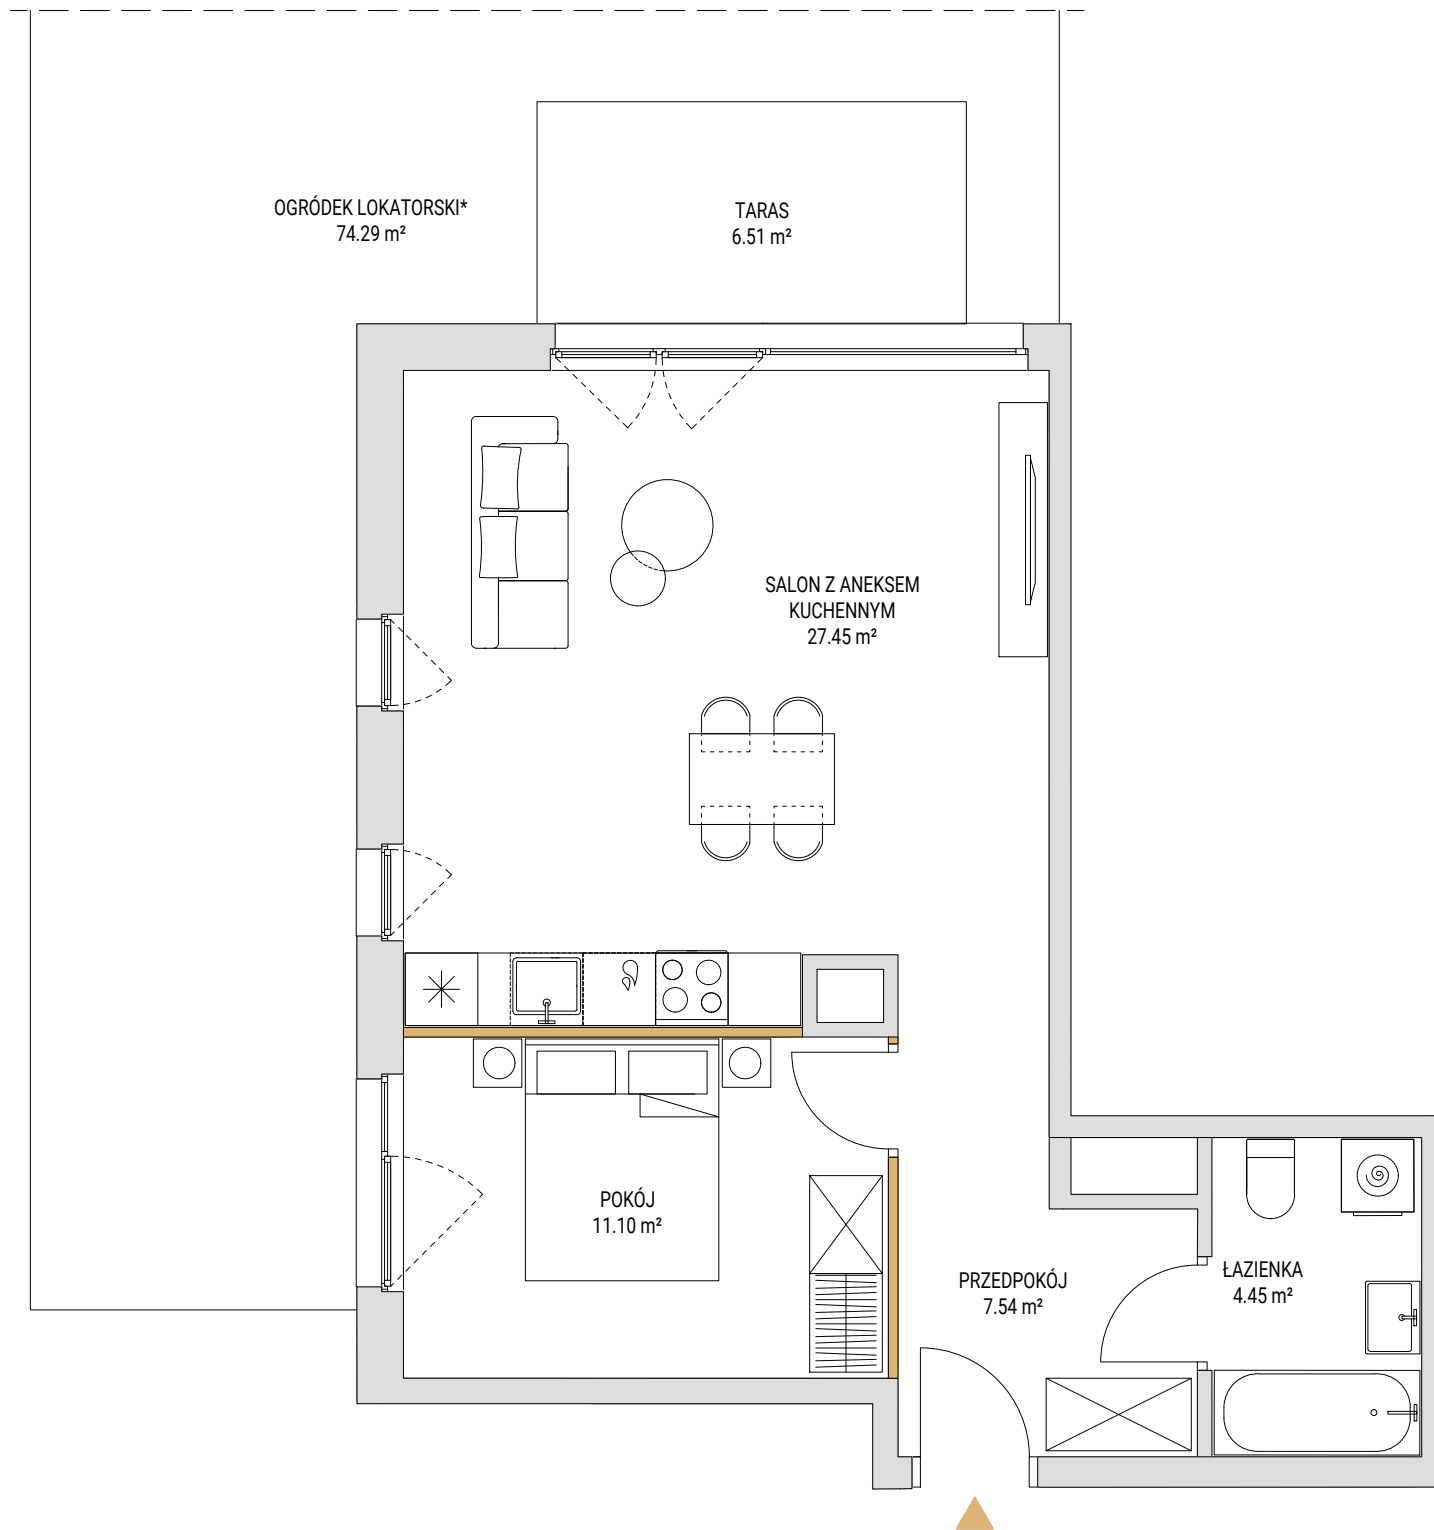 OGRÓDEK LOKATORSKI*
74.29 m²
TARAS
6.51 m²
SALON Z ANEKSEM
KUCHENNYM
27.45 m²
POKÓJ
11.10 m²
PRZEDPOKÓJ
7.54 m²
ŁAZIENKA
4.45 m²